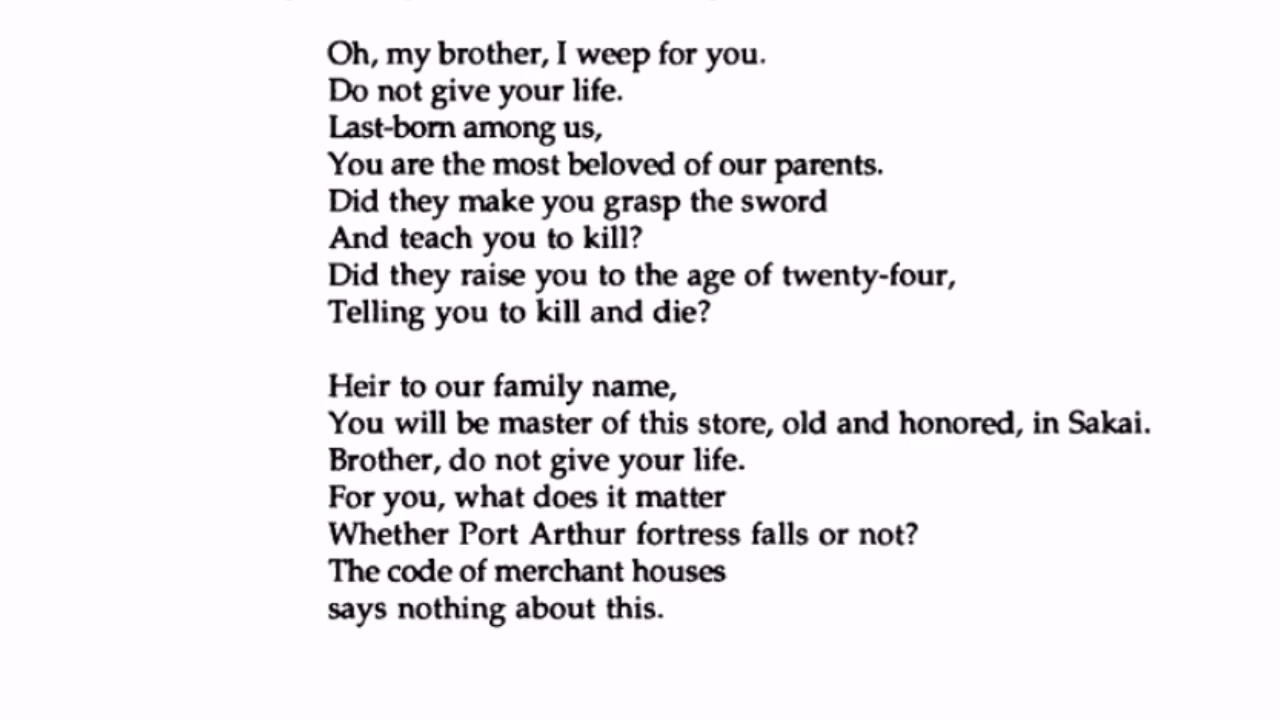 Oh, my brother, I weep for you.
Do not give your life.
Last-born among us,
You are the most beloved of our parents.
Did they make you grasp the sword
And teach you to kill?
Did they raise you to the age of twenty-four,
Telling you to kill and die?
Heir to our family name,
You will be master of this store, old and honored, in Sakai.
Brother, do not give your life.
For you, what does it matter
Whether Port Arthur fortress falls or not?
The code of merchant houses
says nothing about this.